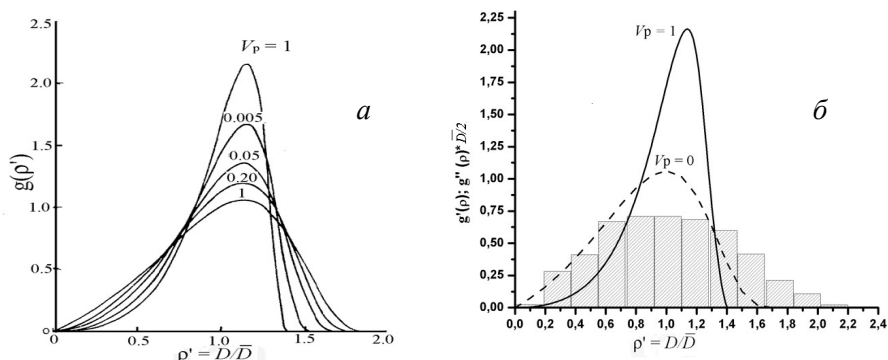 2.5
2.0
1.5
1.0
0.5
0
0.5
1.0
1.5
2.0
g(ρ')
ρ' = D/D̅
Vₚ = 1
0.005
0.05
0.20
1
а
2,25
2,00
1,75
1,50
1,25
1,00
0,75
0,50
0,25
0,00
0,0 0,2 0,4 0,6 0,8 1,0 1,2 1,4 1,6 1,8 2,0 2,2 2,4
g'(ρ); g'' (ρ)*D̅/2
ρ' = D/D̅
Vp = 1
Vp = 0
б